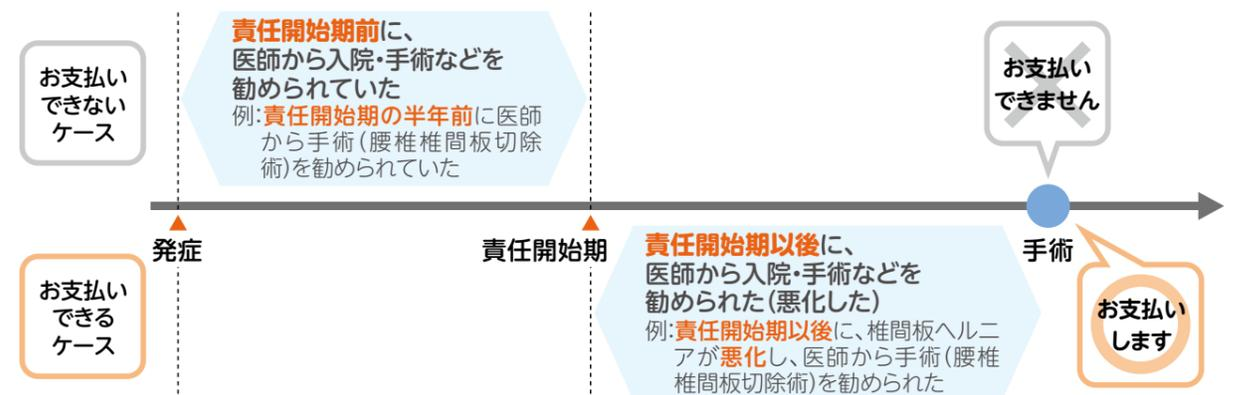 お支払い
できない
ケース
責任開始期前に、
医師から入院・手術などを
勧められていた
例:責任開始期の半年前に医師
から手術(腰椎椎間板切除
術)を勧められていた
お支払い
できません
発症
責任開始期
手術
お支払い
できる
ケース
責任開始期以後に、
医師から入院・手術などを
勧められた(悪化した)
例:責任開始期以後に、椎間板ヘルニ
アが悪化し、医師から手術(腰椎
椎間板切除術)を勧められた
お支払い
します